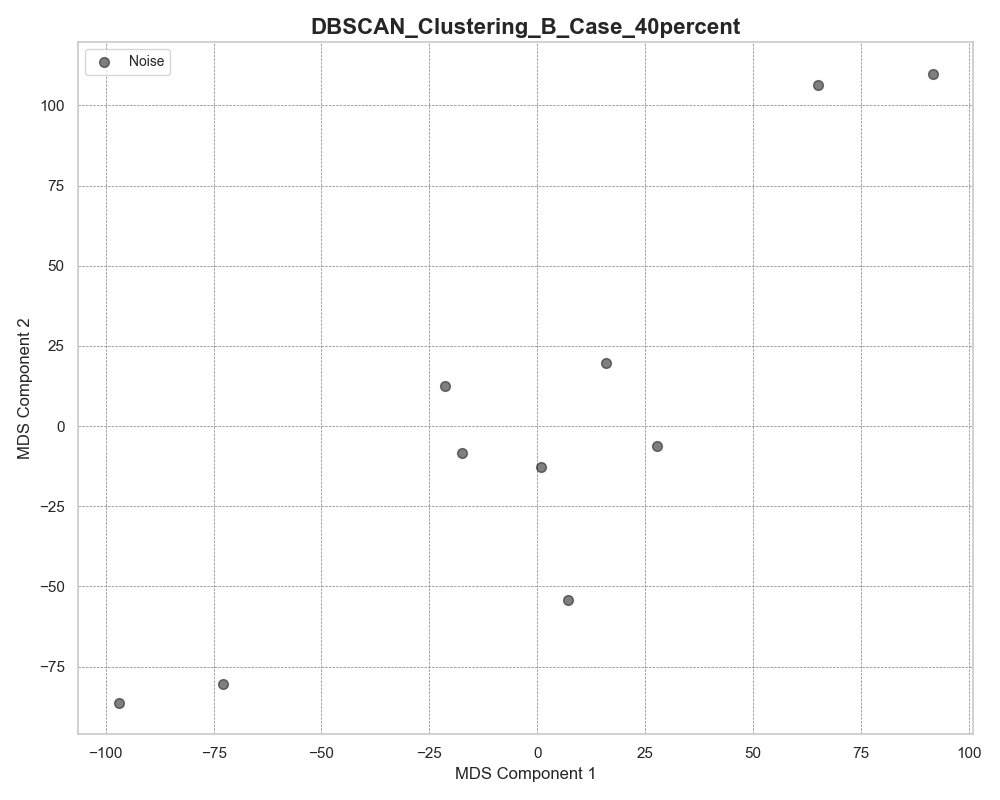 DBSCAN_Clustering_B_Case_40percent
Noise
100
75
50
25
0
−25
−50
−75
MDS Component 2
−100 −75 −50 −25 0 25 50 75 100
MDS Component 1